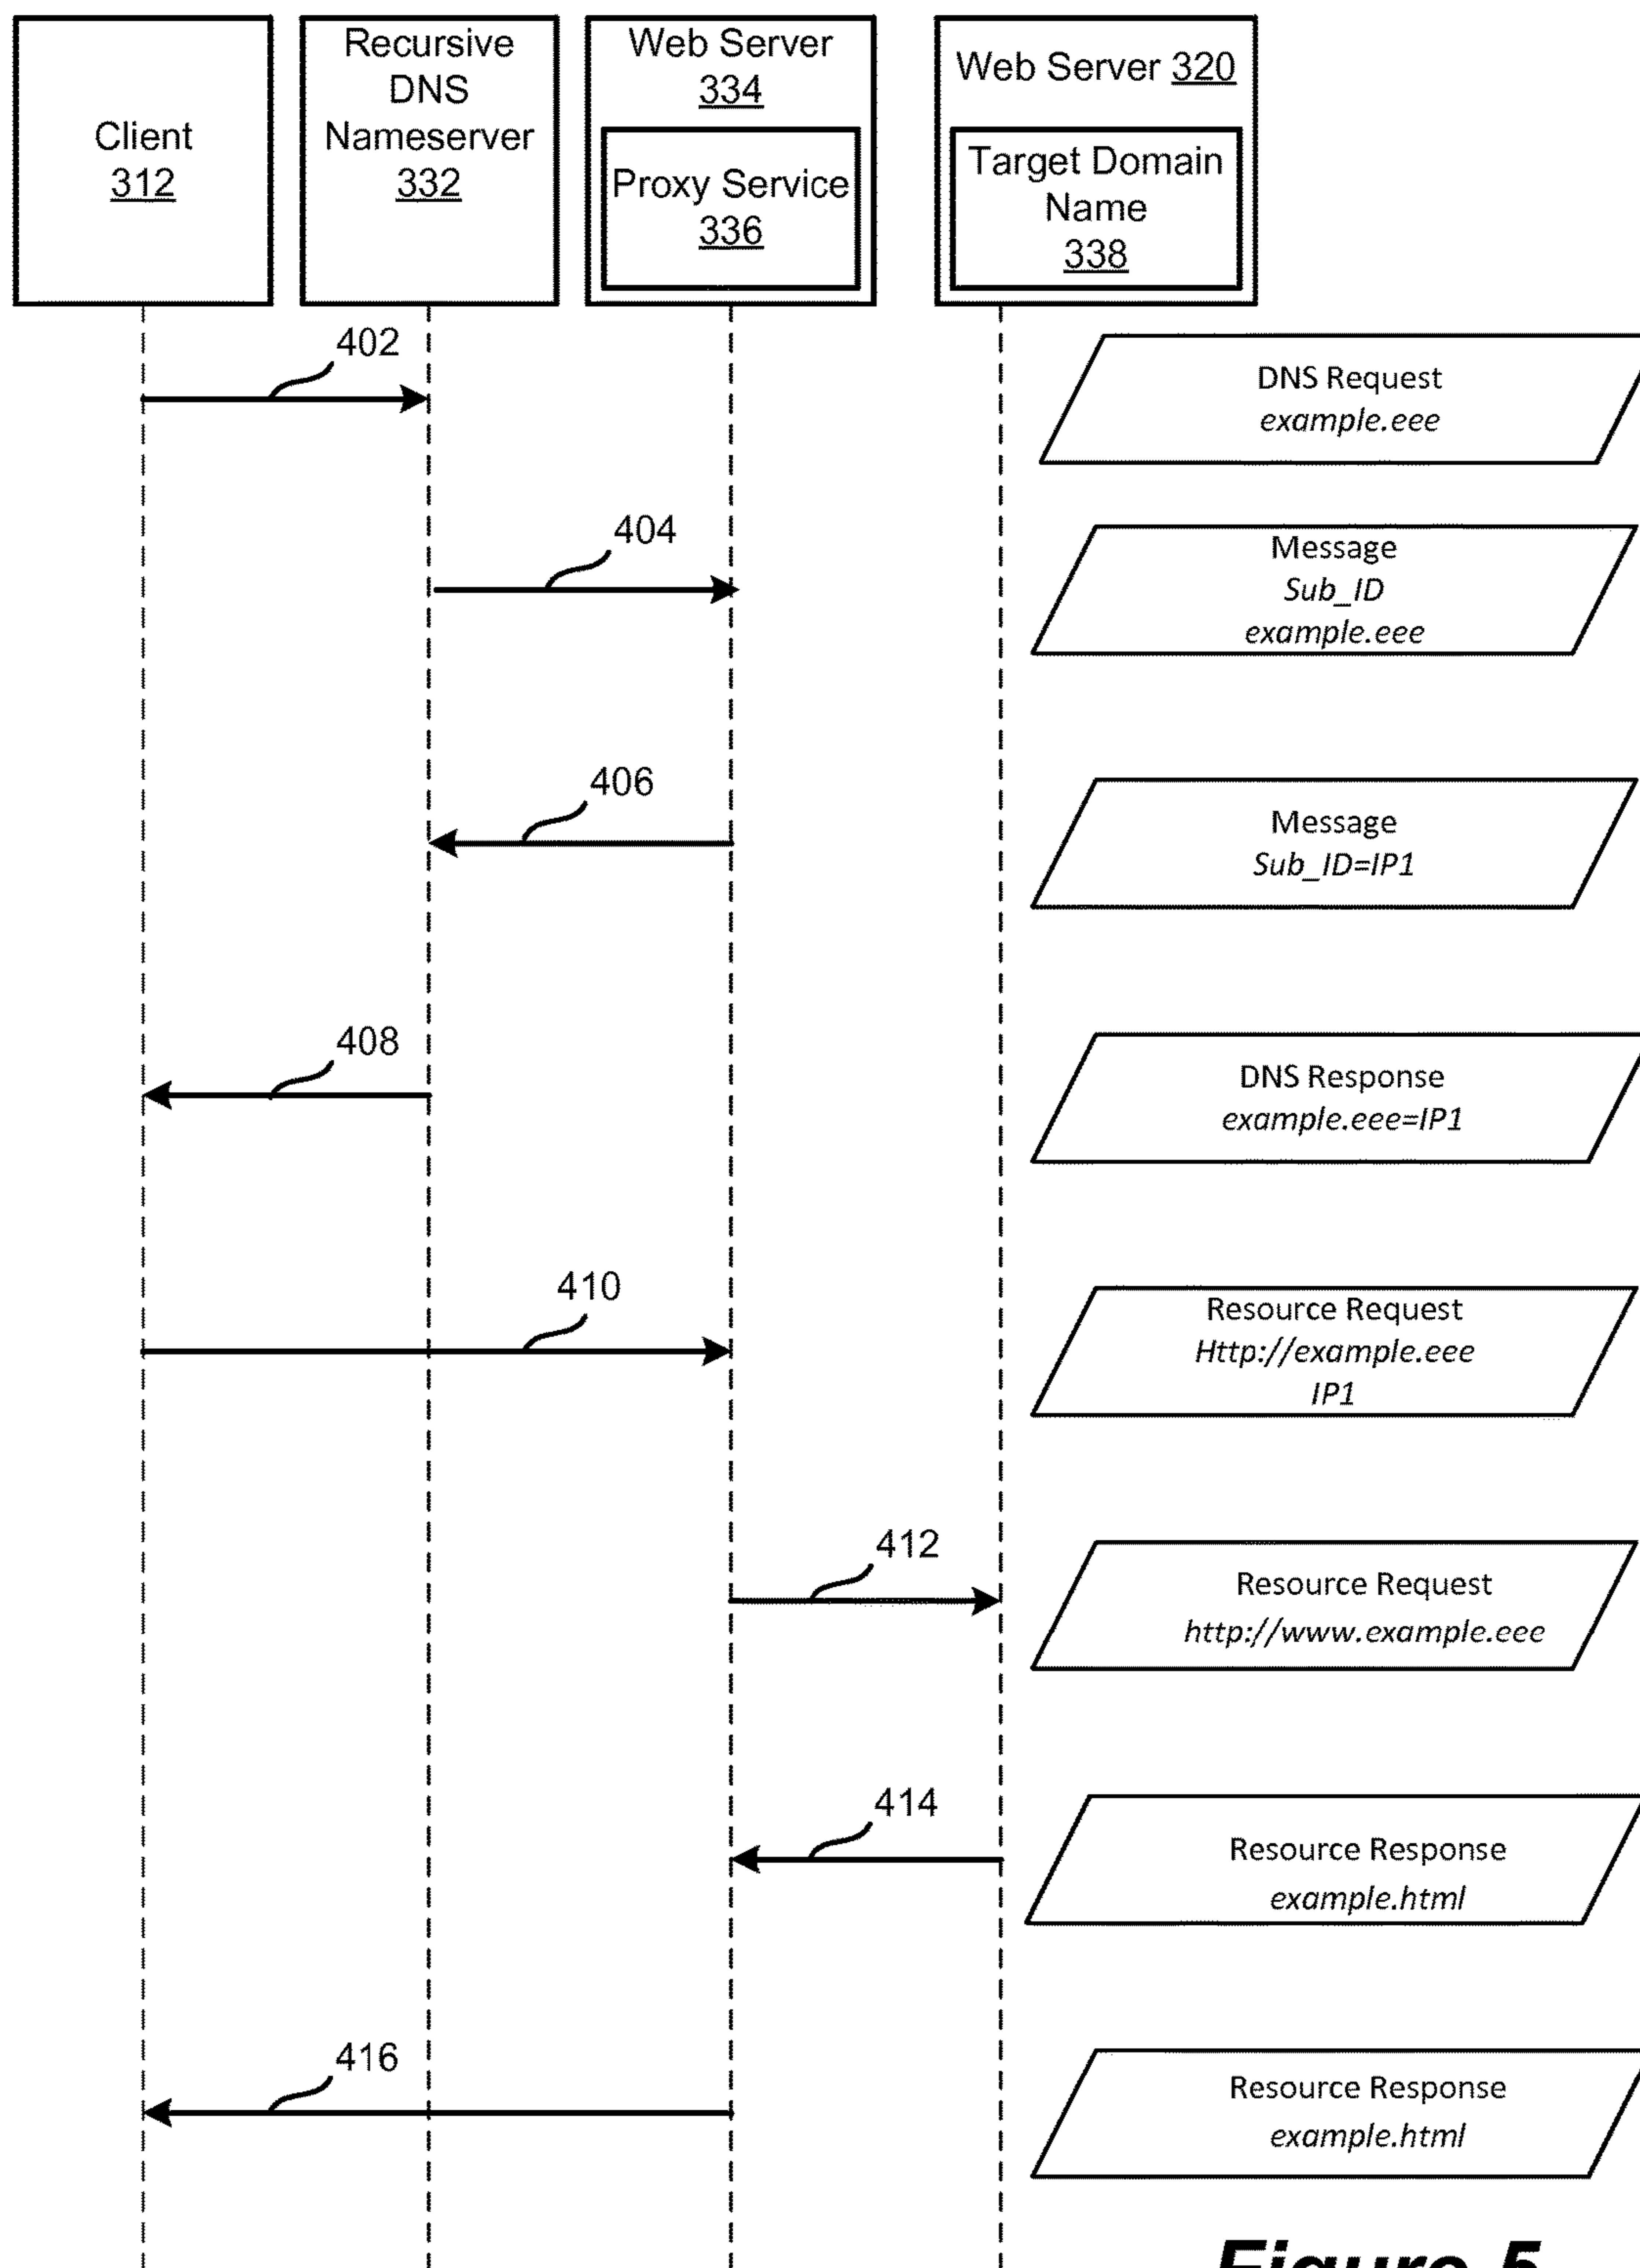 Client
312
Recursive
DNS
Nameserver
332
Web Server
334
Proxy Service
336
Web Server 320
Target Domain
Name
338
402
DNS Request
example.eee
404
Message
Sub_ID
example.eee
406
Message
Sub_ID=IP1
408
DNS Response
example.eee=IP1
410
Resource Request
Http://example.eee
IP1
412
Resource Request
http://www.example.eee
414
Resource Response
example.html
416
Resource Response
example.html
Figure 5